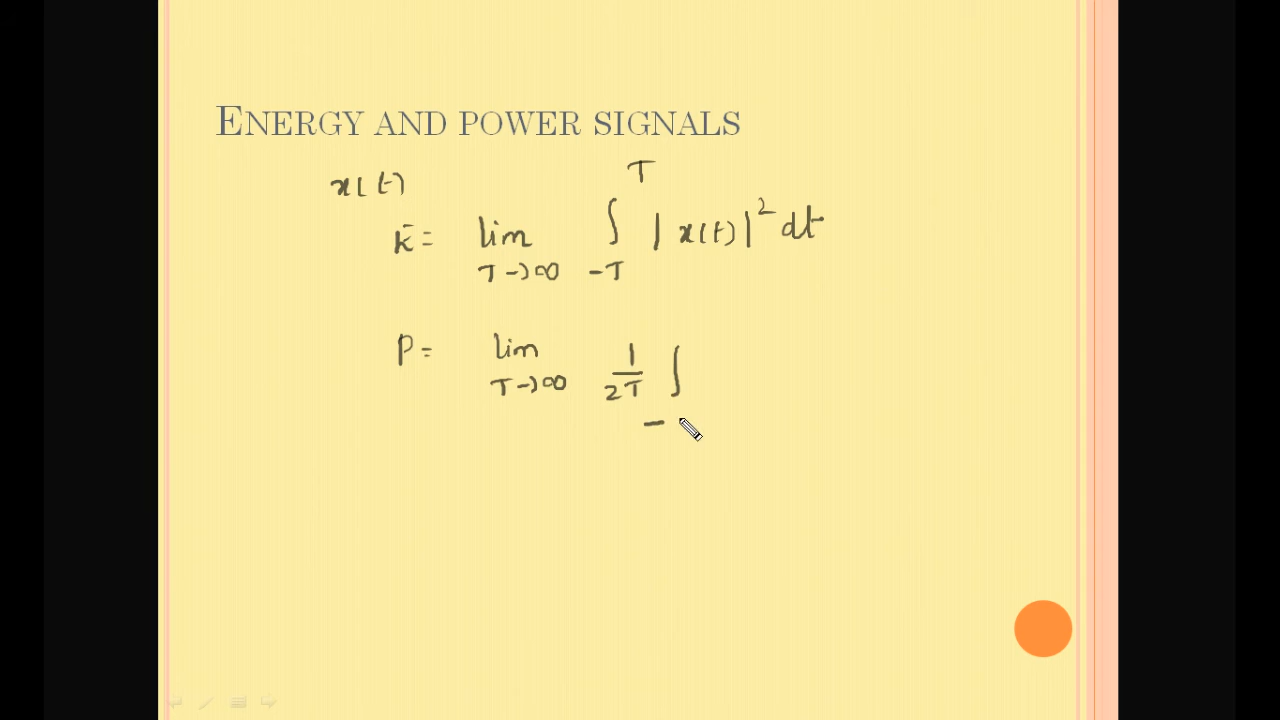 ENERGY AND POWER SIGNALS
x(t)
E = lim T→∞ ∫ -T T |x(t)|² dt
P = lim T→∞ 1/2T ∫ -